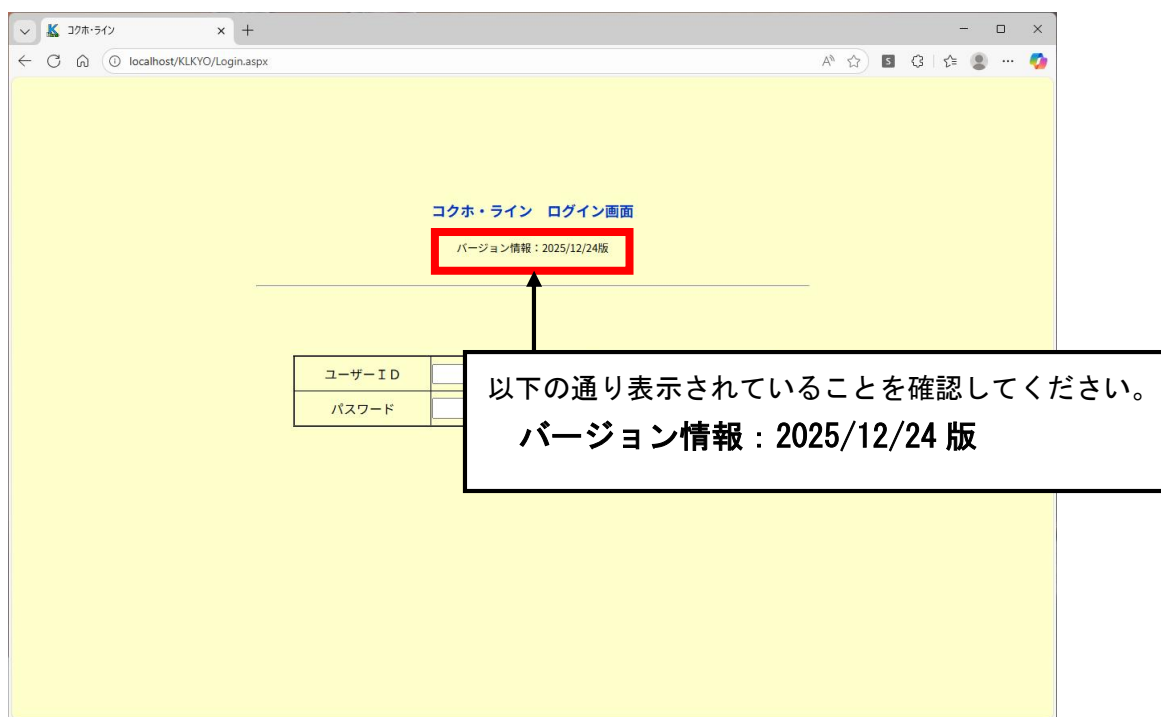 コクホ・ライン
localhost/KLKYO/Login.aspx
コクホ・ライン　ログイン画面
バージョン情報：2025/12/24版
ユーザーＩＤ
パスワード
以下の通り表示されていることを確認してください。
バージョン情報：2025/12/24 版